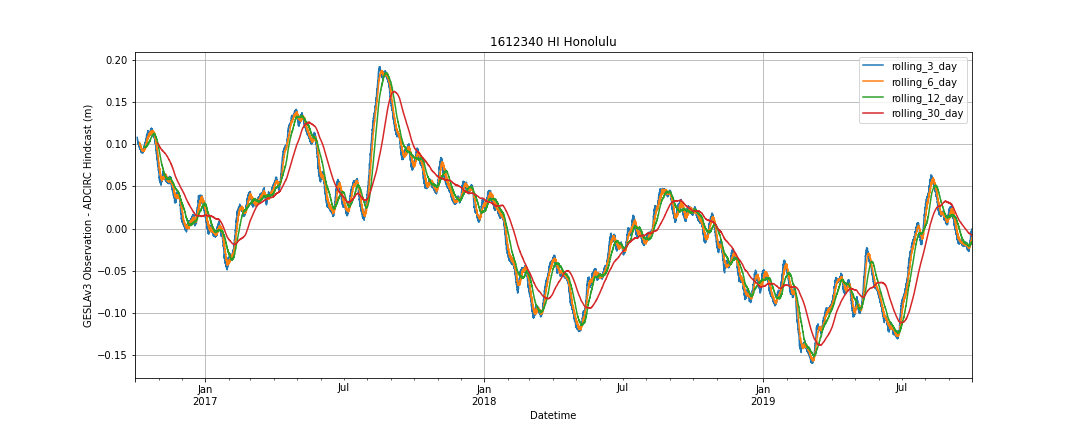 1612340 HI Honolulu
rolling_3_day
rolling_6_day
rolling_12_day
rolling_30_day
GESLAv3 Observation - ADCIRC Hindcast (m)
0.20
0.15
0.10
0.05
0.00
−0.05
−0.10
−0.15
Jan
2017
Jul
Jan
2018
Jul
Jan
2019
Jul
Datetime